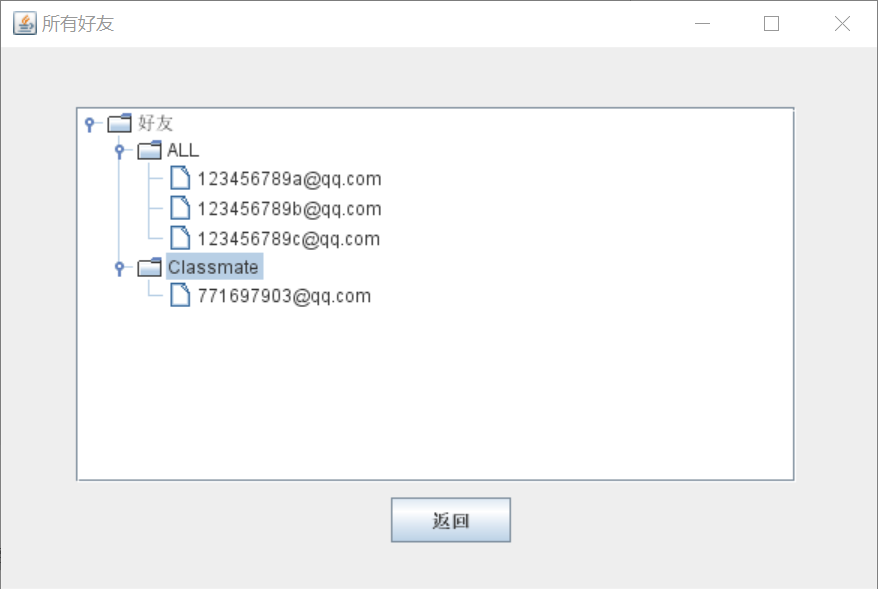 所有好友
好友
ALL
123456789a@qq.com
123456789b@qq.com
123456789c@qq.com
Classmate
771697903@qq.com
返回